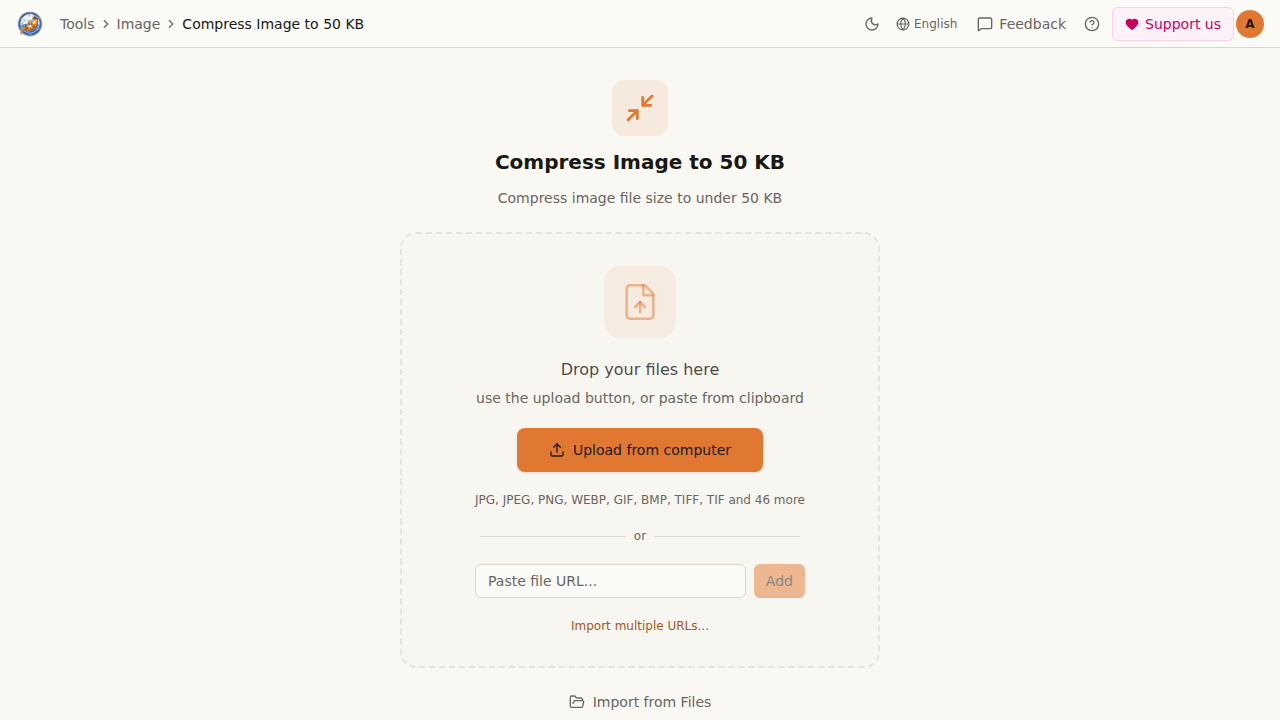 Tools > Image > Compress Image to 50 KB
English
Feedback
Support us
A
Compress Image to 50 KB
Compress image file size to under 50 KB
Drop your files here
use the upload button, or paste from clipboard
Upload from computer
JPG, JPEG, PNG, WEBP, GIF, BMP, TIFF, TIF and 46 more
or
Paste file URL...
Add
Import multiple URLs...
Import from Files